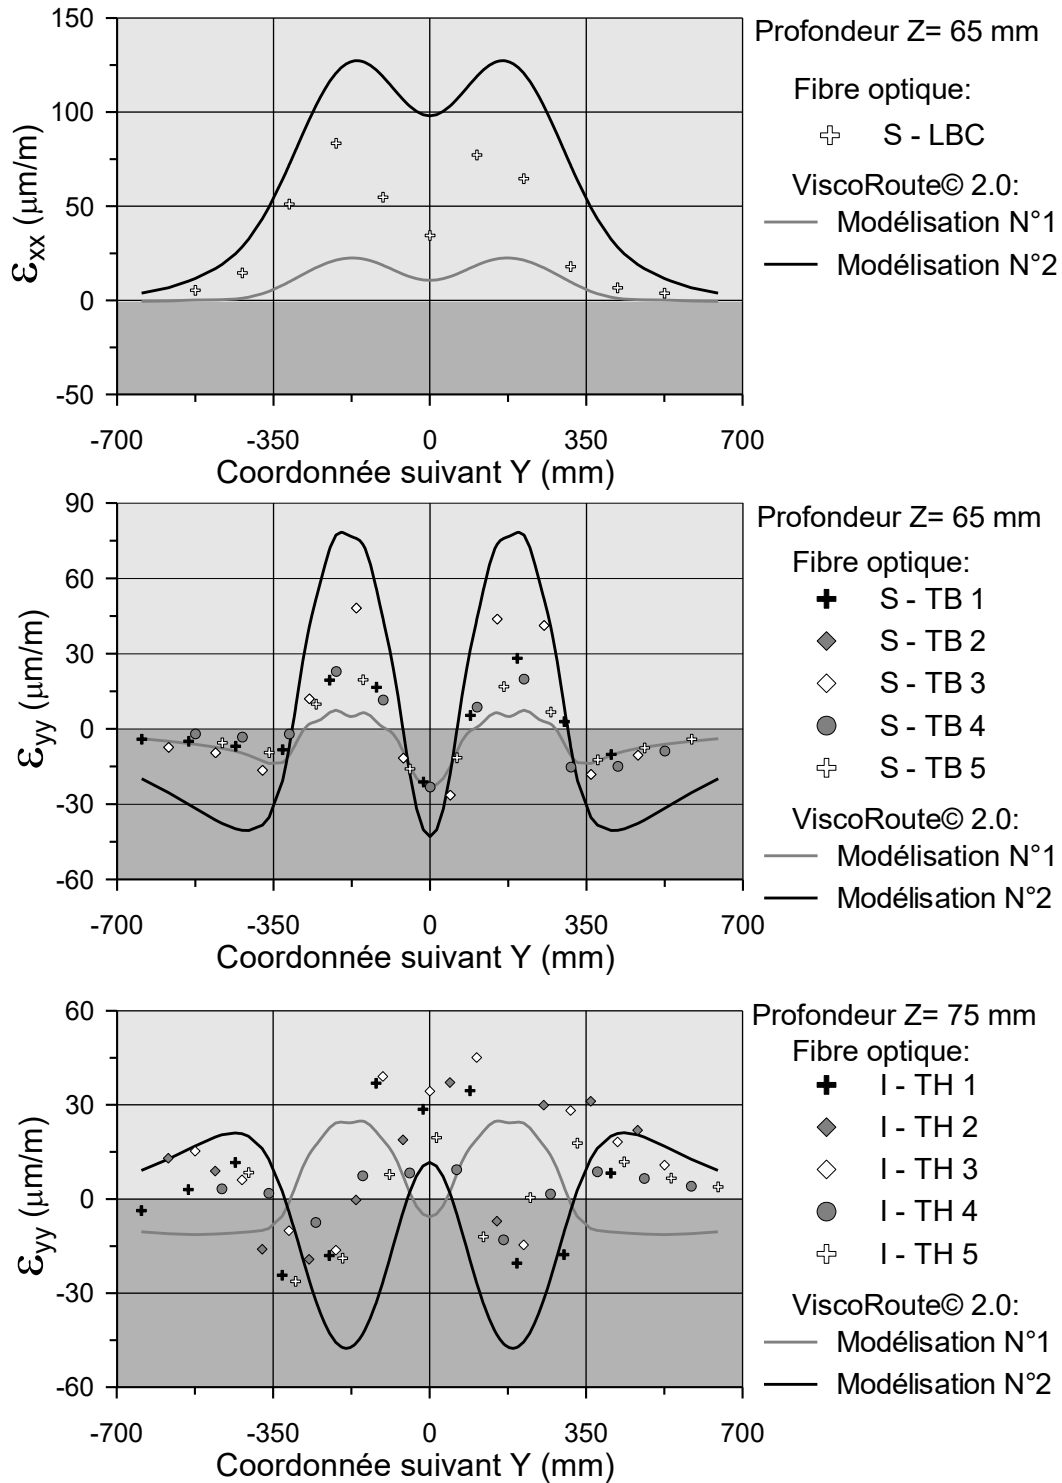 150
100
50
0
-50
εxx (μm/m)
-700 -350 0 350 700
Coordonnée suivant Y (mm)
Profondeur Z= 65 mm
Fibre optique:
S - LBC
ViscoRoute© 2.0:
Modélisation N°1
Modélisation N°2
90
60
30
0
-30
-60
εyy (μm/m)
-700 -350 0 350 700
Coordonnée suivant Y (mm)
Profondeur Z= 65 mm
Fibre optique:
S - TB 1
S - TB 2
S - TB 3
S - TB 4
S - TB 5
ViscoRoute© 2.0:
Modélisation N°1
Modélisation N°2
60
30
0
-30
-60
εyy (μm/m)
-700 -350 0 350 700
Coordonnée suivant Y (mm)
Profondeur Z= 75 mm
Fibre optique:
I - TH 1
I - TH 2
I - TH 3
I - TH 4
I - TH 5
ViscoRoute© 2.0:
Modélisation N°1
Modélisation N°2